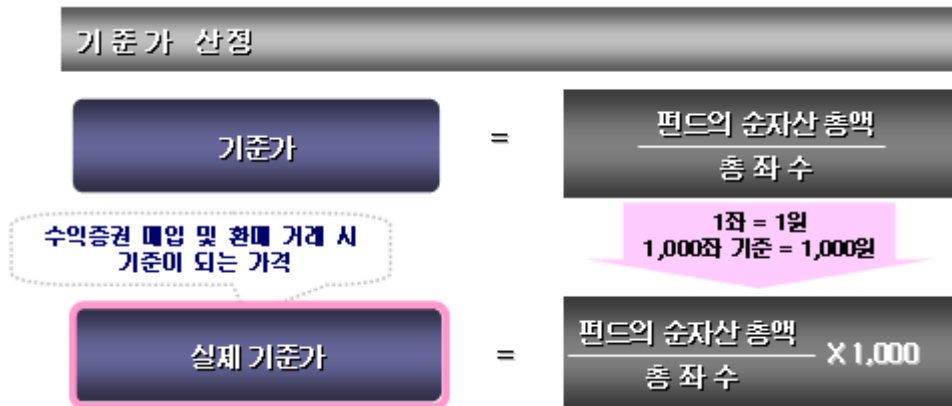 기준가 산정
기준가
=
펀드의 순자산 총액
총 좌 수
수익증권 매입 및 환매 거래 시
기준이 되는 가격
1좌 = 1원
1,000좌 기준 = 1,000원
실제 기준가
=
펀드의 순자산 총액
총 좌 수
X 1,000